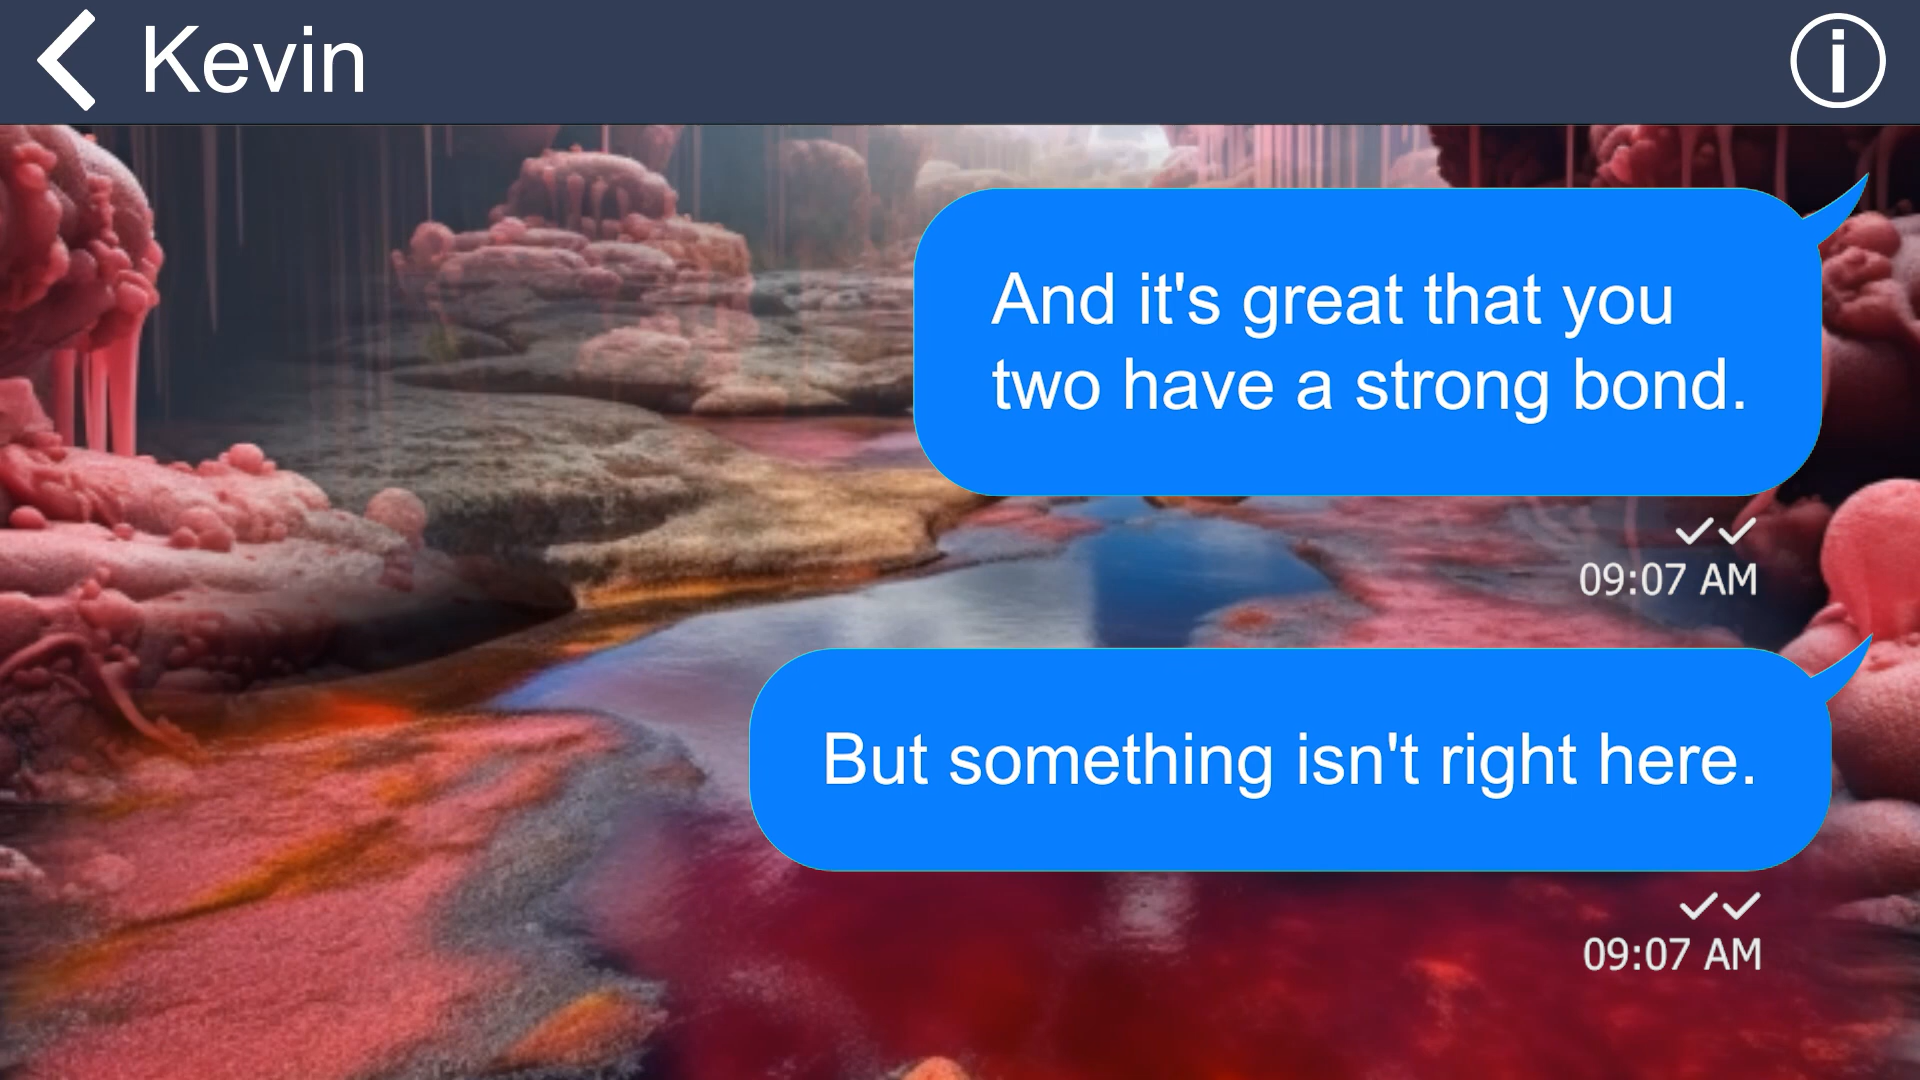 Kevin
And it's great that you
two have a strong bond.
09:07 AM
But something isn't right here.
09:07 AM